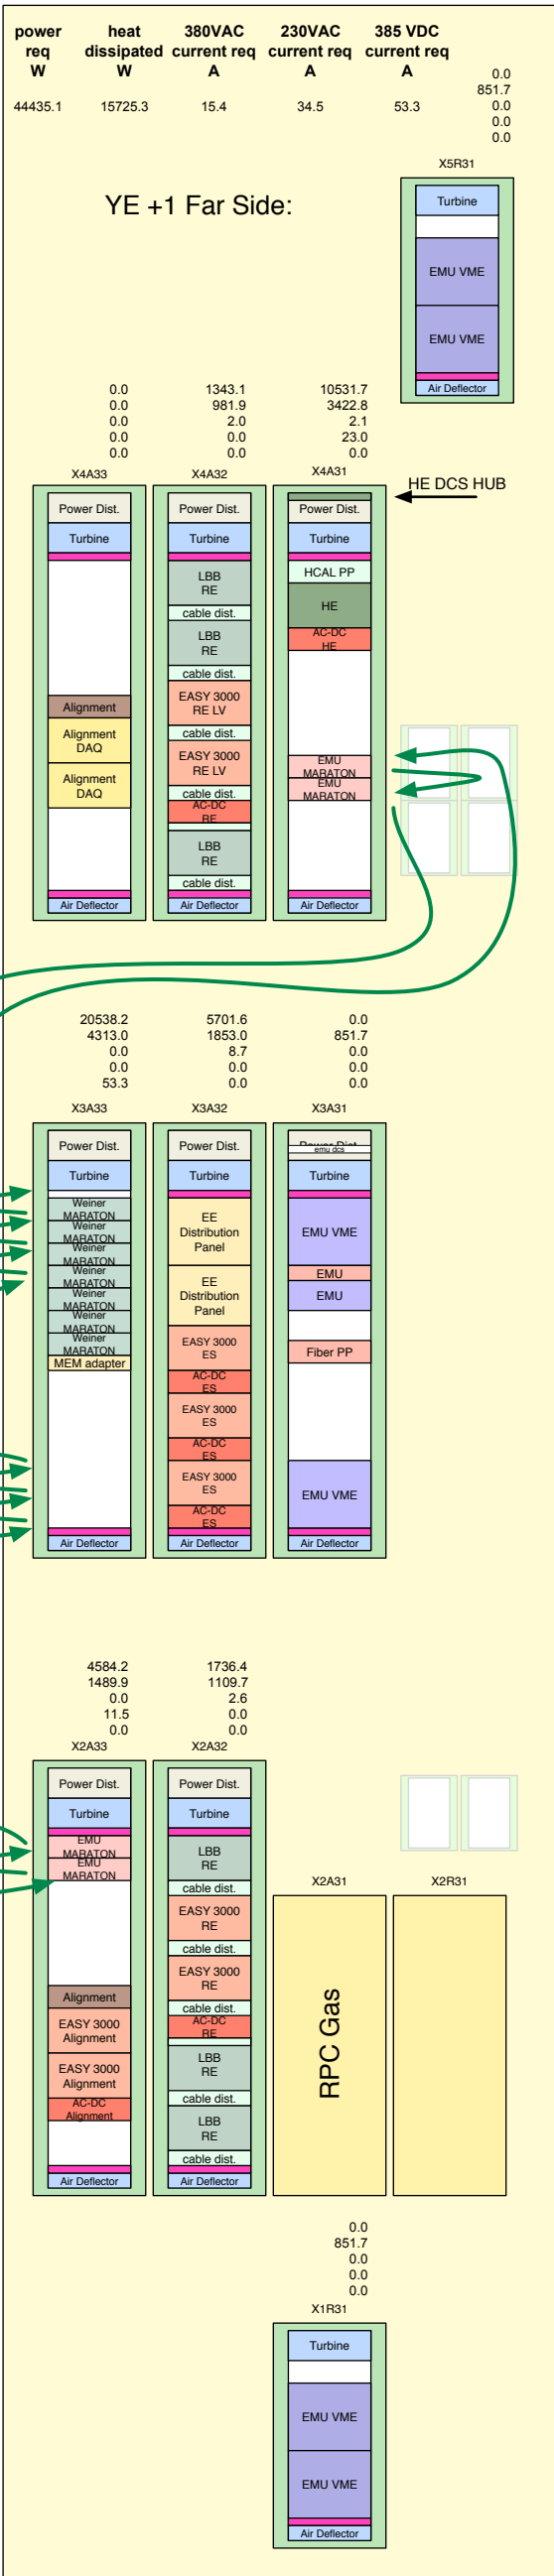 power heat 380VAC 230VAC 385 VDC
req dissipated current req current req current req
W W A A A
44435.1 15725.3 15.4 34.5 53.3
0.0
851.7
0.0
0.0
0.0
X5R31
YE +1 Far Side:
Turbine
EMU VME
EMU VME
Air Deflector
0.0 1343.1 10531.7
0.0 981.9 3422.8
0.0 2.0 2.1
0.0 0.0 23.0
0.0 0.0 0.0
X4A33 X4A32 X4A31
HE DCS HUB
Power Dist.
Turbine
Alignment
Alignment
DAQ
Alignment
DAQ
Air Deflector
Power Dist.
Turbine
LBB
RE
cable dist.
LBB
RE
cable dist.
EASY 3000
RE LV
cable dist.
EASY 3000
RE LV
cable dist.
AC-DC
RE
LBB
RE
cable dist.
Air Deflector
Power Dist.
Turbine
HCAL PP
HE
AC-DC
HE
EMU
MARATON
EMU
MARATON
Air Deflector
20538.2 5701.6 0.0
4313.0 1853.0 851.7
0.0 8.7 0.0
0.0 0.0 0.0
53.3 0.0 0.0
X3A33 X3A32 X3A31
Power Dist.
Turbine
Weiner
MARATON
Weiner
MARATON
Weiner
MARATON
Weiner
MARATON
Weiner
MARATON
Weiner
MARATON
Weiner
MARATON
MEM adapter
Air Deflector
Power Dist.
Turbine
EE
Distribution
Panel
EE
Distribution
Panel
EASY 3000
ES
AC-DC
ES
EASY 3000
ES
AC-DC
ES
EASY 3000
ES
AC-DC
ES
Air Deflector
Power Dist.
emu dcs
Turbine
EMU VME
EMU
EMU
Fiber PP
EMU VME
Air Deflector
4584.2 1736.4
1489.9 1109.7
0.0 2.6
11.5 0.0
0.0 0.0
X2A33 X2A32
Power Dist.
Turbine
EMU
MARATON
EMU
MARATON
Alignment
EASY 3000
Alignment
EASY 3000
Alignment
AC-DC
Alignment
Air Deflector
Power Dist.
Turbine
LBB
RE
cable dist.
EASY 3000
RE
cable dist.
EASY 3000
RE
cable dist.
AC-DC
RE
LBB
RE
cable dist.
LBB
RE
cable dist.
Air Deflector
X2A31 X2R31
RPC Gas
0.0
851.7
0.0
0.0
0.0
X1R31
Turbine
EMU VME
EMU VME
Air Deflector